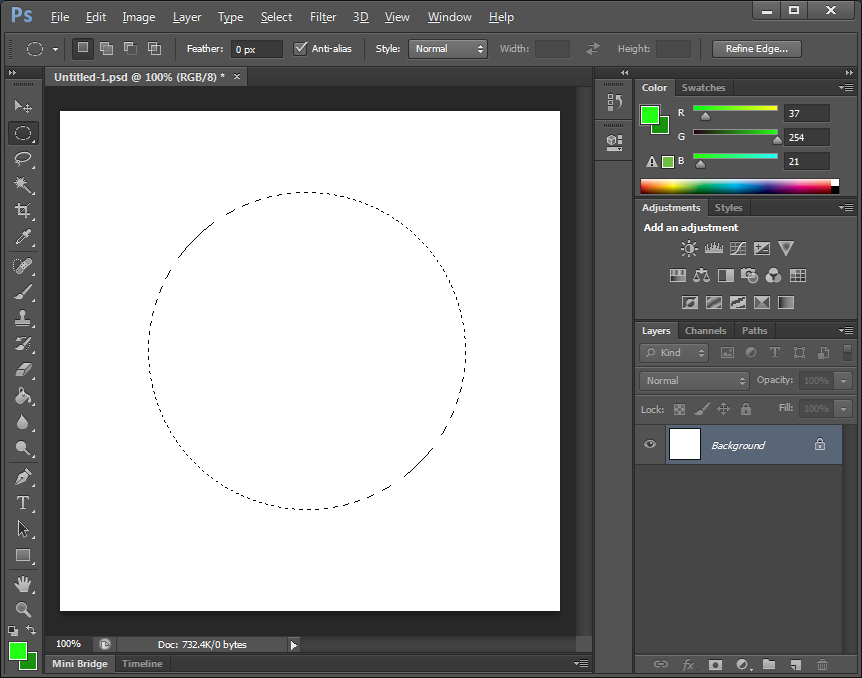 Ps File Edit Image Layer Type Select Filter 3D View Window Help
Feather: 0 px Anti-alias Style: Normal Width: Height: Refine Edge...
Untitled-1.psd @ 100% (RGB/8) * ×
Color Swatches
R 37
G 254
B 21
Adjustments Styles
Add an adjustment
Layers Channels Paths
Kind
Normal Opacity: 100%
Lock: Fill: 100%
Background
100% Doc: 732.4K/0 bytes
Mini Bridge Timeline